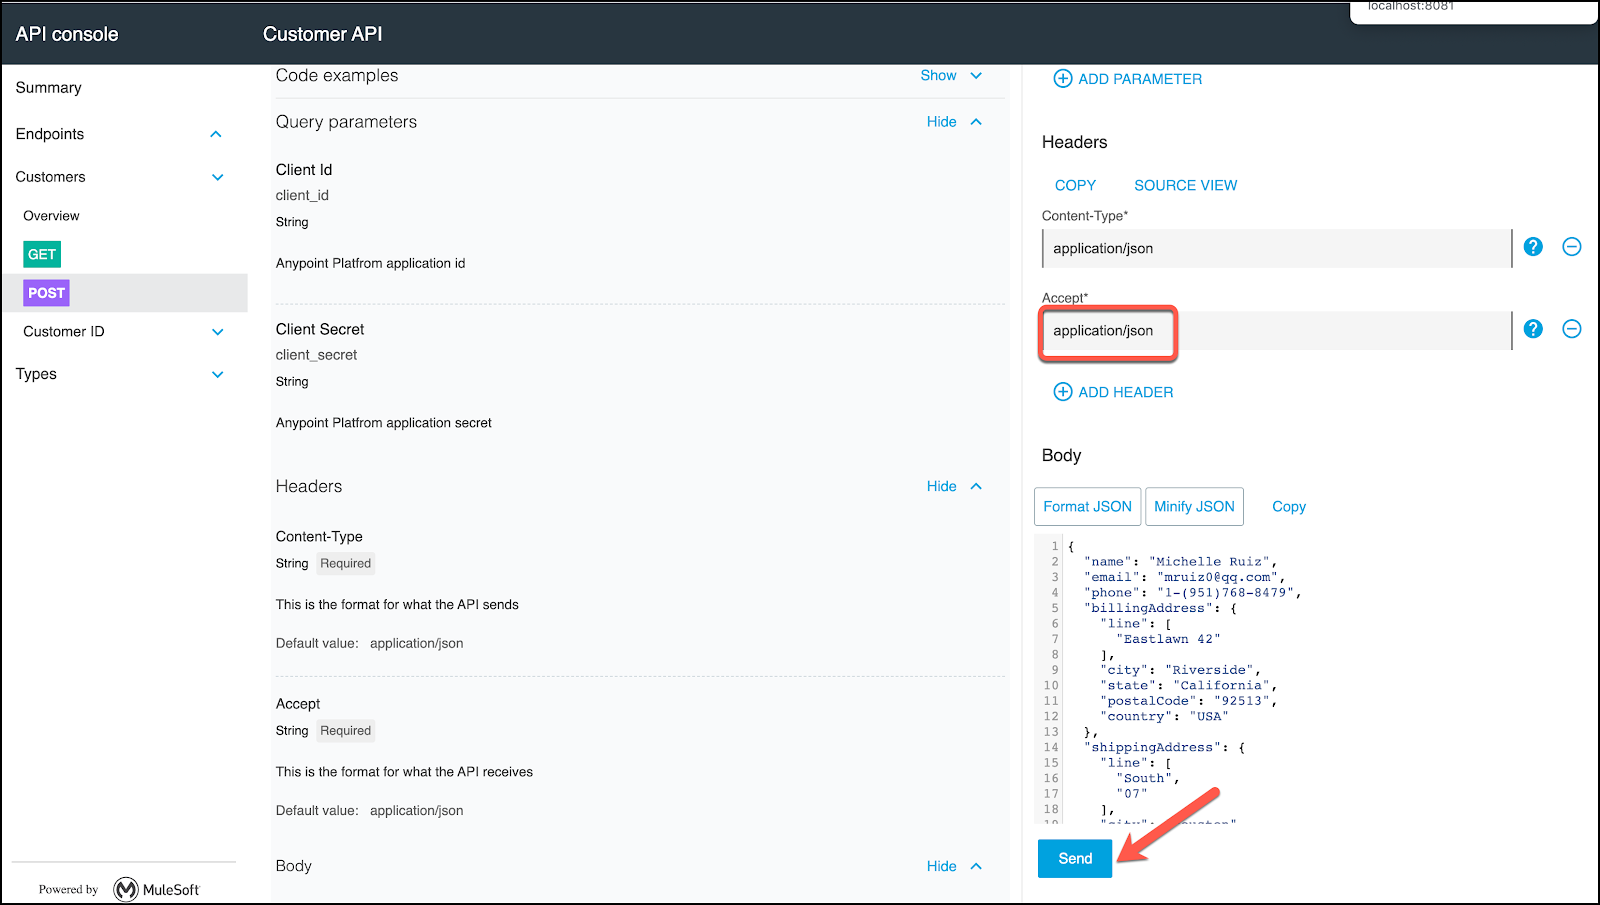 localhost:8081
API console
Customer API
Summary
Endpoints
Customers
Overview
GET
POST
Customer ID
Types
Powered by MuleSoft
Code examples Show
Query parameters Hide
Client Id
client_id
String
Anypoint Platfrom application id
Client Secret
client_secret
String
Anypoint Platfrom application secret
Headers Hide
Content-Type
String Required
This is the format for what the API sends
Default value: application/json
Accept
String Required
This is the format for what the API receives
Default value: application/json
Body Hide
ADD PARAMETER
Headers
COPY SOURCE VIEW
Content-Type*
application/json
Accept*
application/json
ADD HEADER
Body
Format JSON Minify JSON Copy
1 {
2 "name": "Michelle Ruiz",
3 "email": "mruiz0@qq.com",
4 "phone": "1-(951)768-8479",
5 "billingAddress": {
6 "line": [
7 "Eastlawn 42"
8 ],
9 "city": "Riverside",
10 "state": "California",
11 "postalCode": "92513",
12 "country": "USA"
13 },
14 "shippingAddress": {
15 "line": [
16 "South",
17 "07"
18 ],
19 "city":
Send